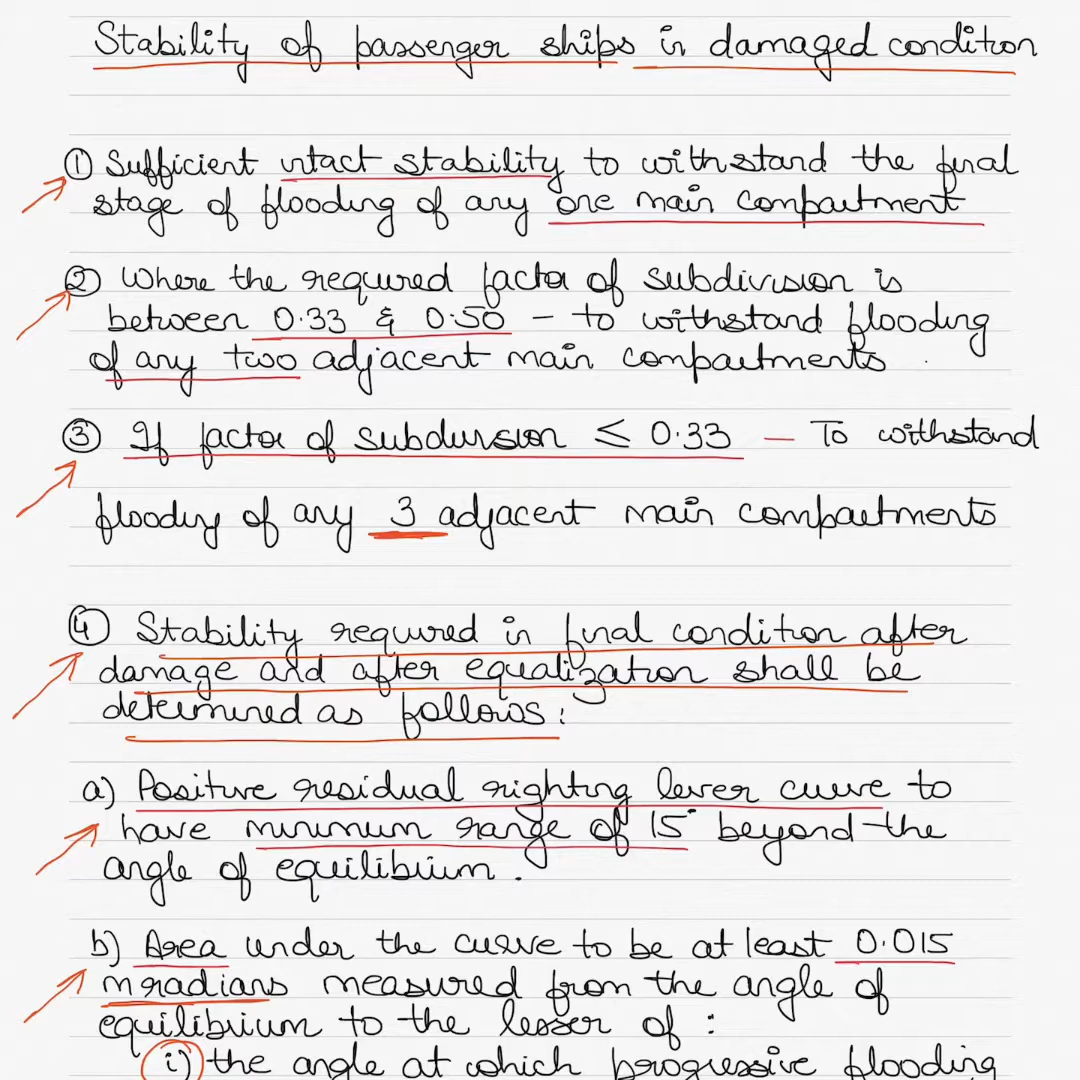 Stability of passenger ships in damaged condition
① Sufficient intact stability to withstand the final
stage of flooding of any one main compartment
② Where the required factor of subdivision is
between 0.33 & 0.50 - to withstand flooding
of any two adjacent main compartments
③ If factor of subdivision ≤ 0.33 - To withstand
flooding of any 3 adjacent main compartments
④ Stability required in final condition after
damage and after equalization shall be
determined as follows:
a) Positive residual righting lever curve to
have minimum range of 15° beyond the
angle of equilibrium.
b) Area under the curve to be at least 0.015
mradians measured from the angle of
equilibrium to the lesser of :
i) the angle at which progressive flooding